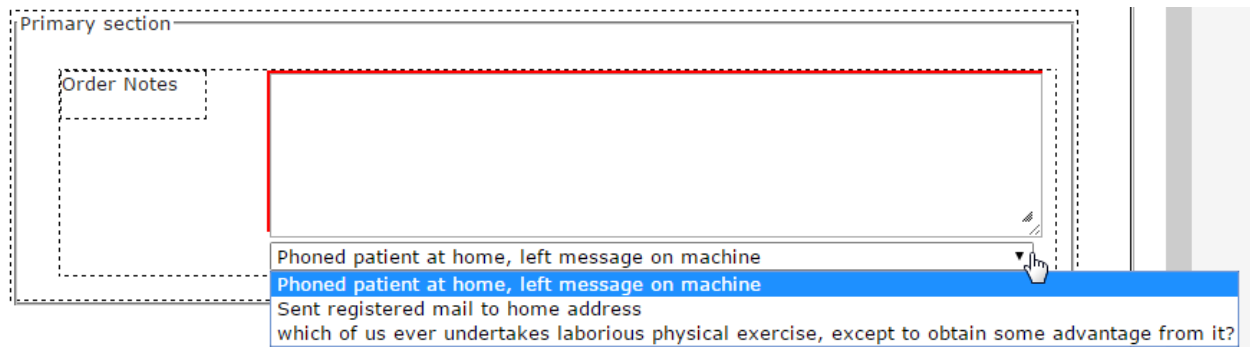 Primary section
Order Notes
Phoned patient at home, left message on machine
Phoned patient at home, left message on machine
Sent registered mail to home address
which of us ever undertakes laborious physical exercise, except to obtain some advantage from it?